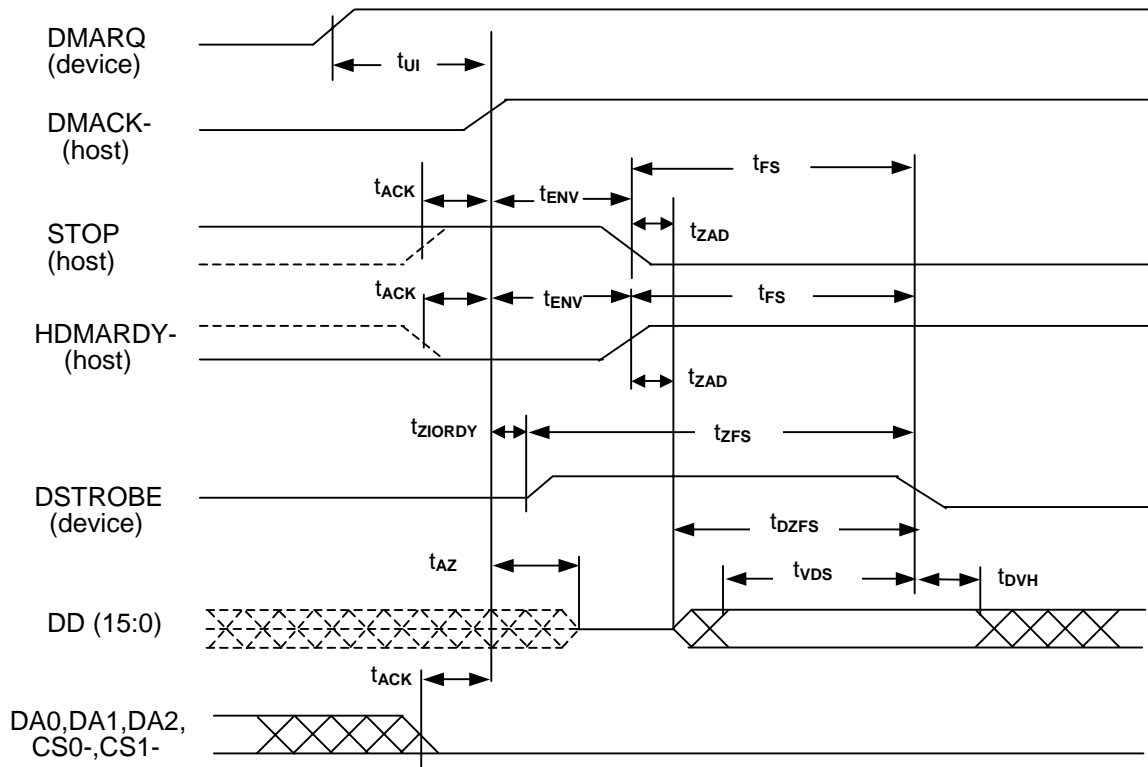 DMARQ
(device)
tUI
DMACK-
(host)
tFS
tACK
tENV
STOP
(host)
tZAD
tACK
tENV
tFS
HDMARDY-
(host)
tZAD
tZIORDY
tZFS
DSTROBE
(device)
tDZFS
tAZ
tVDS
tDVH
DD (15:0)
tACK
DA0,DA1,DA2,
CS0-,CS1-